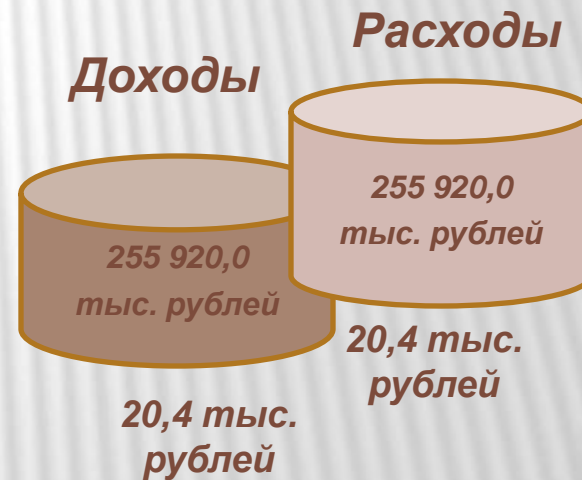 Доходы
255 920,0
тыс. рублей
20,4 тыс.
рублей
Расходы
255 920,0
тыс. рублей
20,4 тыс.
рублей